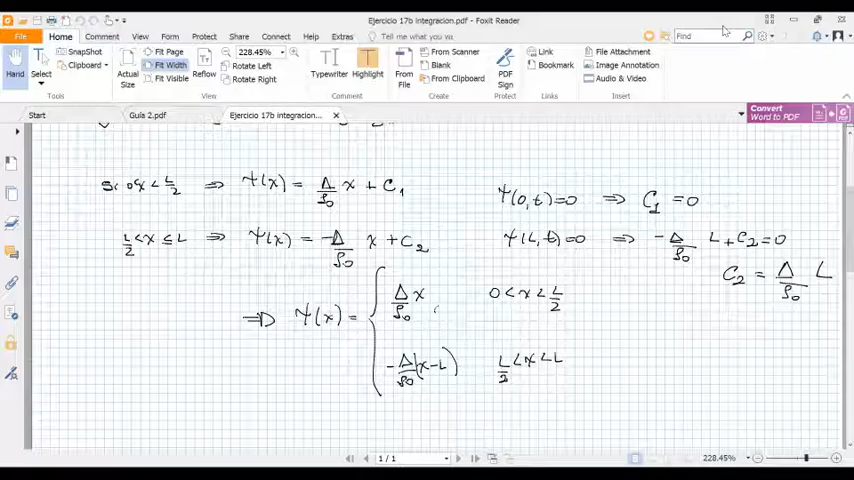 Ejercicio 17b integracion.pdf - Foxit Reader
File Home Comment View Form Protect Share Connect Help Extras Tell me what you... Find
SnapShot
Clipboard
Hand Select
Actual Size
Fit Page
Fit Width
Fit Visible
Reflow
228.45%
Rotate Left
Rotate Right
Typewriter Highlight
From File
From Scanner
Blank
From Clipboard
PDF Sign
Link
Bookmark
File Attachment
Image Annotation
Audio & Video
Tools View Comment Create Protect Links Insert
Start Guía 2.pdf Ejercicio 17b integracion... ×
Convert Word to PDF
si 0≤x<L/2 ⇒ Ψ(x) = Δ/ρ₀ x + C₁ Ψ(0,t)=0 ⇒ C₁ = 0
L/2<x≤L ⇒ Ψ(x) = -Δ/ρ₀ x + C₂ Ψ(L,t)=0 ⇒ -Δ/ρ₀ L + C₂ = 0
C₂ = Δ/ρ₀ L
⇒ Ψ(x) = { Δ/ρ₀ x 0<x<L/2
-Δ/ρ₀ (x-L) L/2<x<L
1 / 1 228.45%